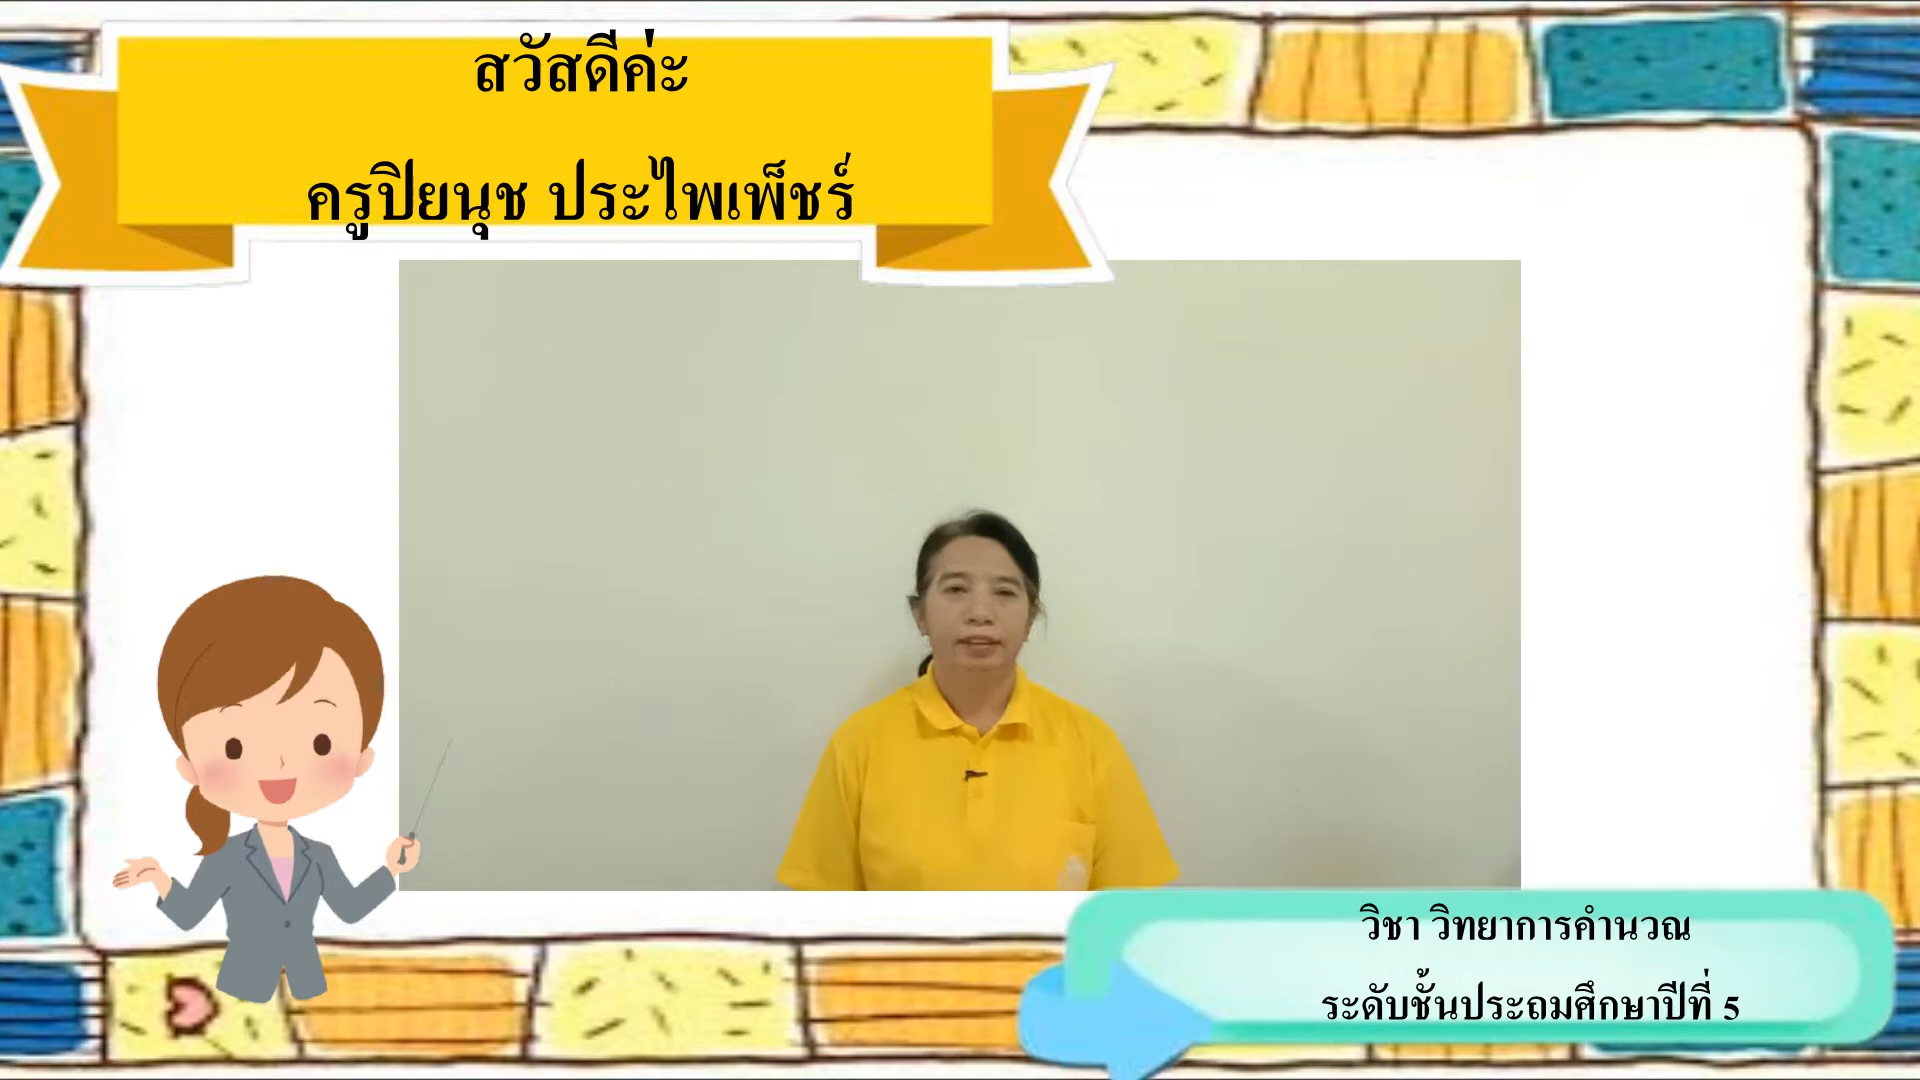 สวัสดีค่ะ
ครูปิยนุช ประไพเพ็ชร์
วิชา วิทยาการคำนวณ
ระดับชั้นประถมศึกษาปีที่ 5